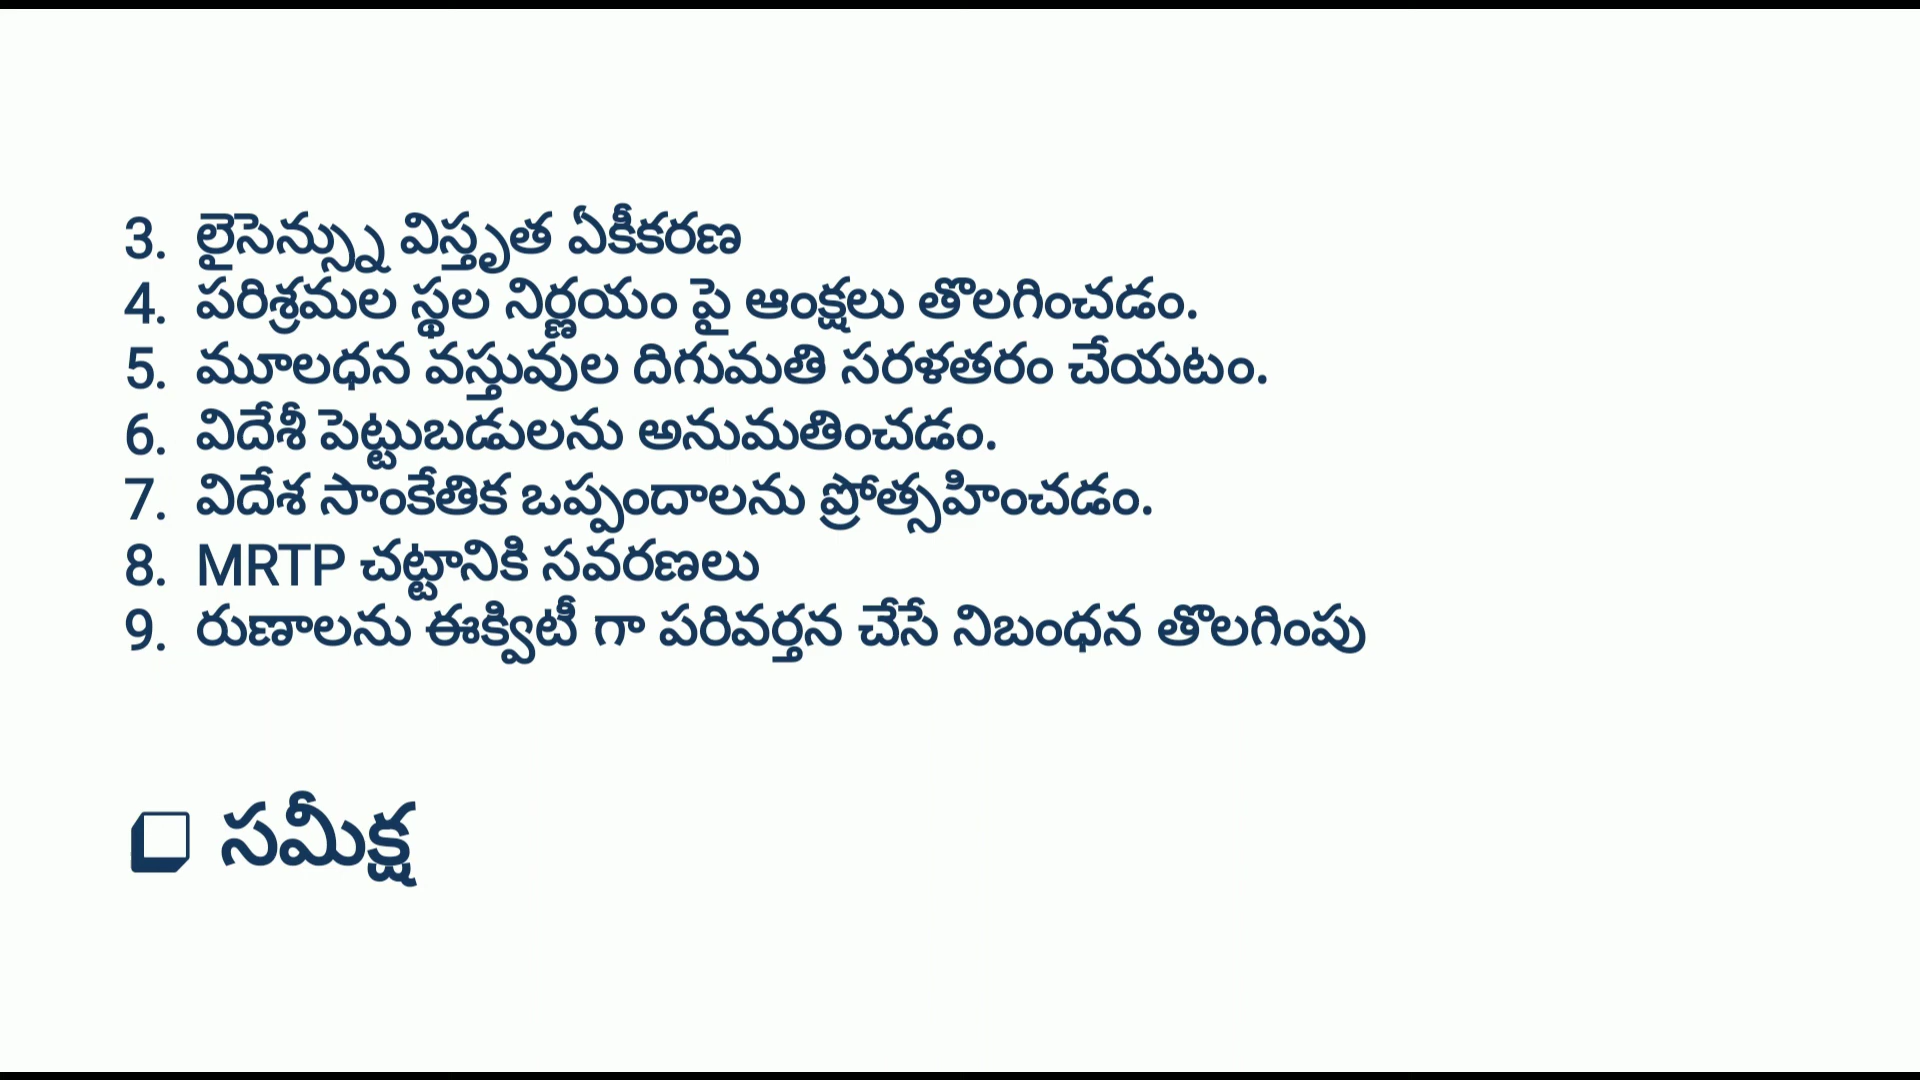 3. లైసెన్స్ను విస్తృత ఏకీకరణ
4. పరిశ్రమల స్థల నిర్ణయం పై ఆంక్షలు తొలగించడం.
5. మూలధన వస్తువుల దిగుమతి సరళతరం చేయటం.
6. విదేశీ పెట్టుబడులను అనుమతించడం.
7. విదేశ సాంకేతిక ఒప్పందాలను ప్రోత్సహించడం.
8. MRTP చట్టానికి సవరణలు
9. రుణాలను ఈక్విటీ గా పరివర్తన చేసే నిబంధన తొలగింపు
❑ సమీక్ష